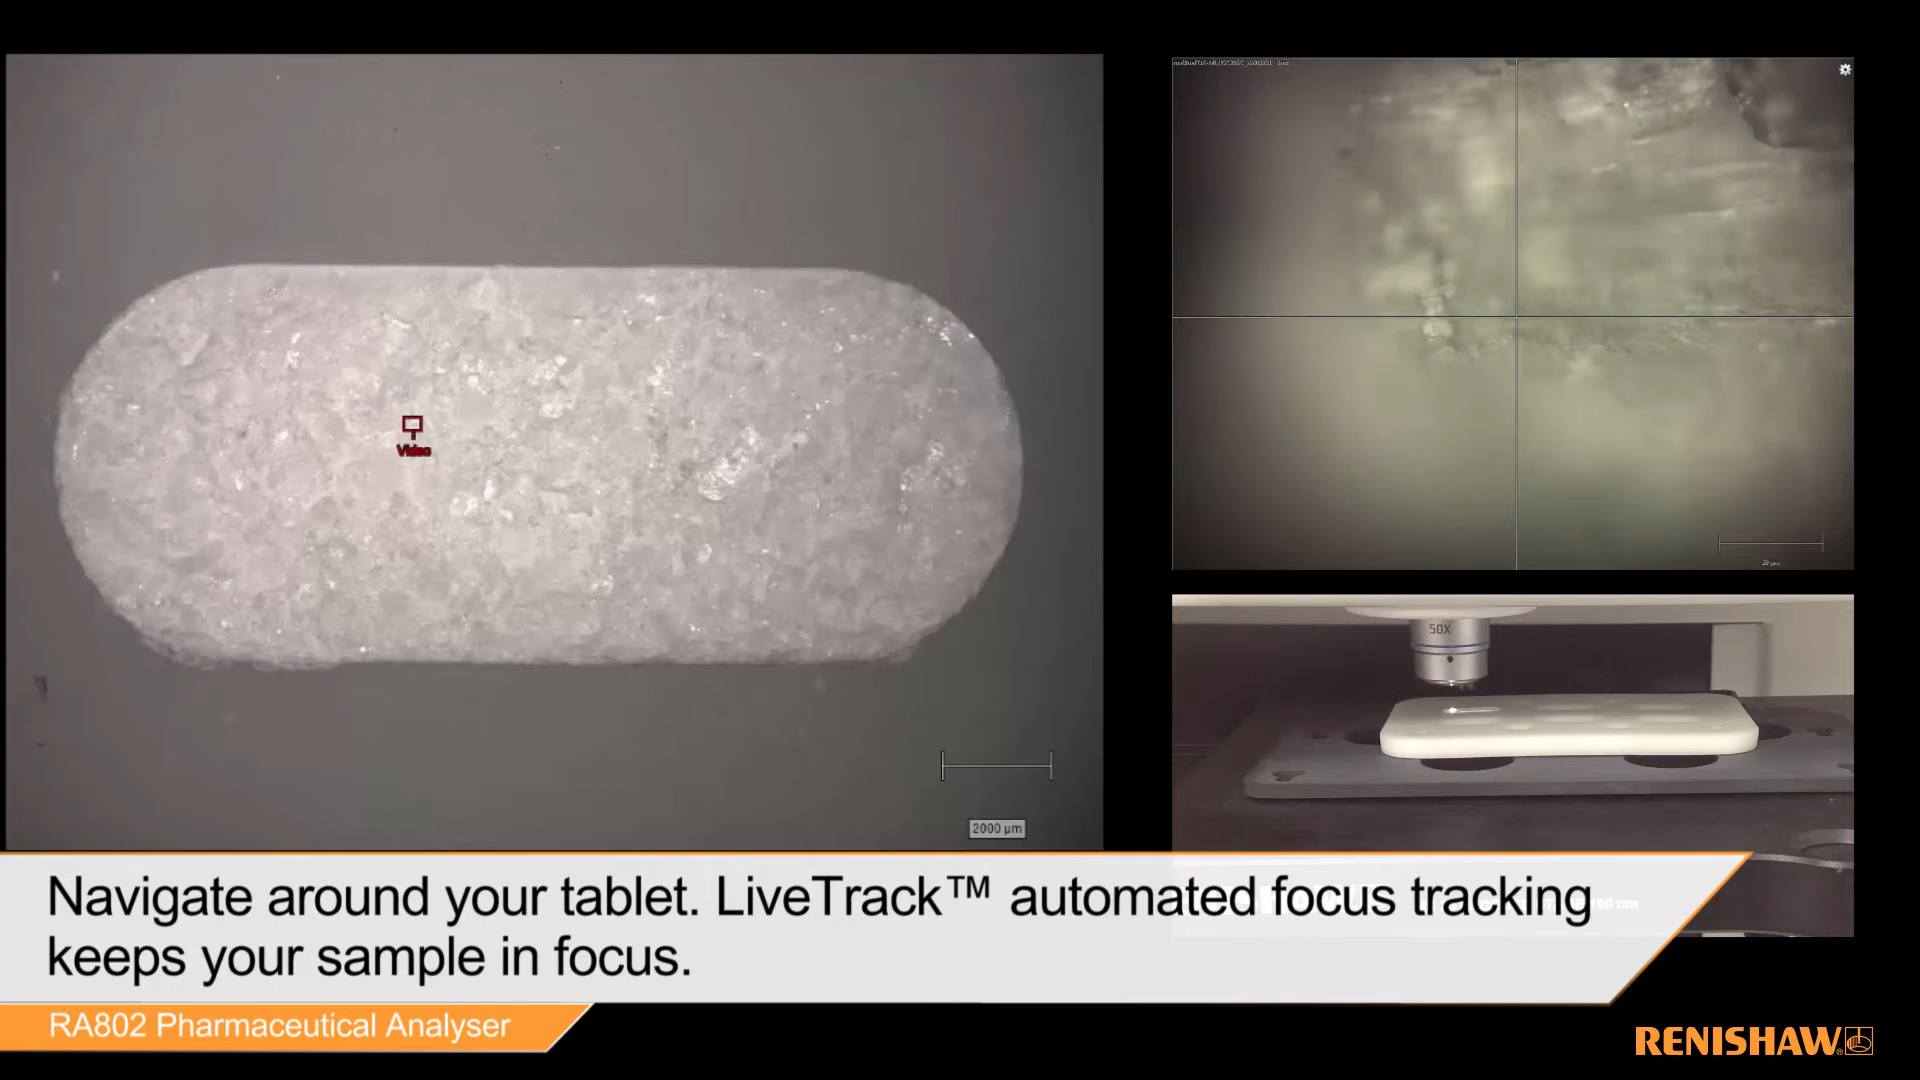 Video
2000 µm
50X
Navigate around your tablet. LiveTrack™ automated focus tracking
keeps your sample in focus.
RA802 Pharmaceutical Analyser
RENISHAW